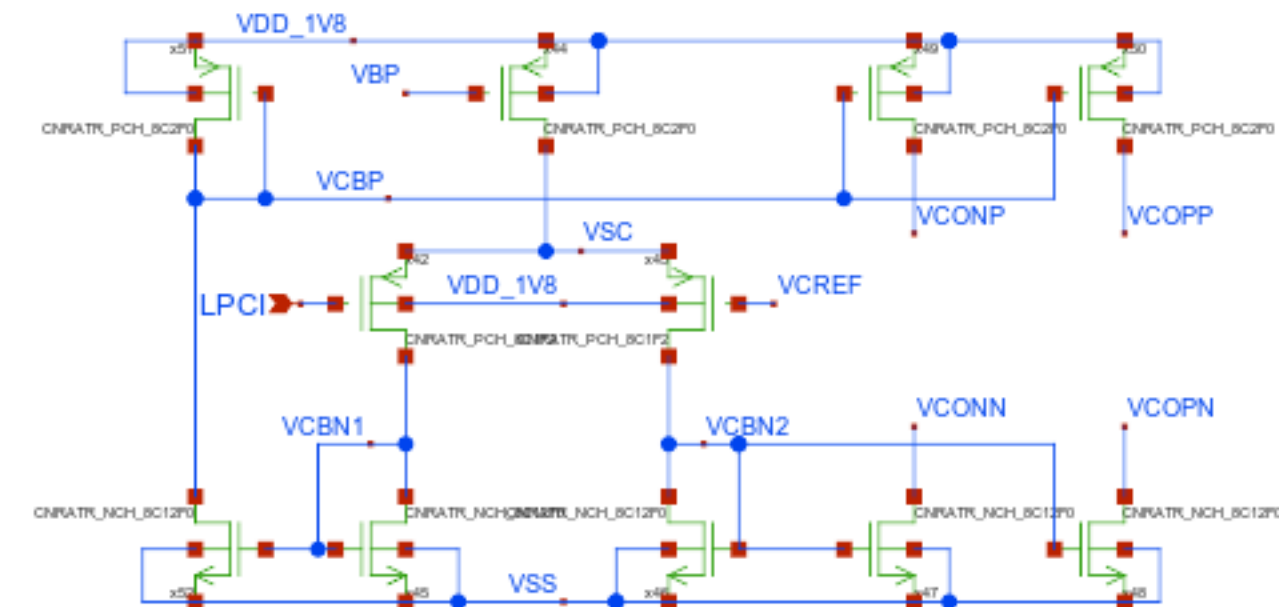 VDD_1V8
x51
x44
x49
x50
VBP
CNRATR_PCH_8C2F0
CNRATR_PCH_8C2F0
CNRATR_PCH_8C2F0
CNRATR_PCH_8C2F0
VCBP
VCONP
VCOPP
VSC
x42
x43
VDD_1V8
VCREF
LPCI
CNRATR_PCH_8C1F2
VCONN
VCOPN
VCBN1
VCBN2
CNRATR_NCH_8C12F0
CNRATR_NCH_8C12F0
CNRATR_NCH_8C12F0
VSS
x52
x45
x46
x47
x48